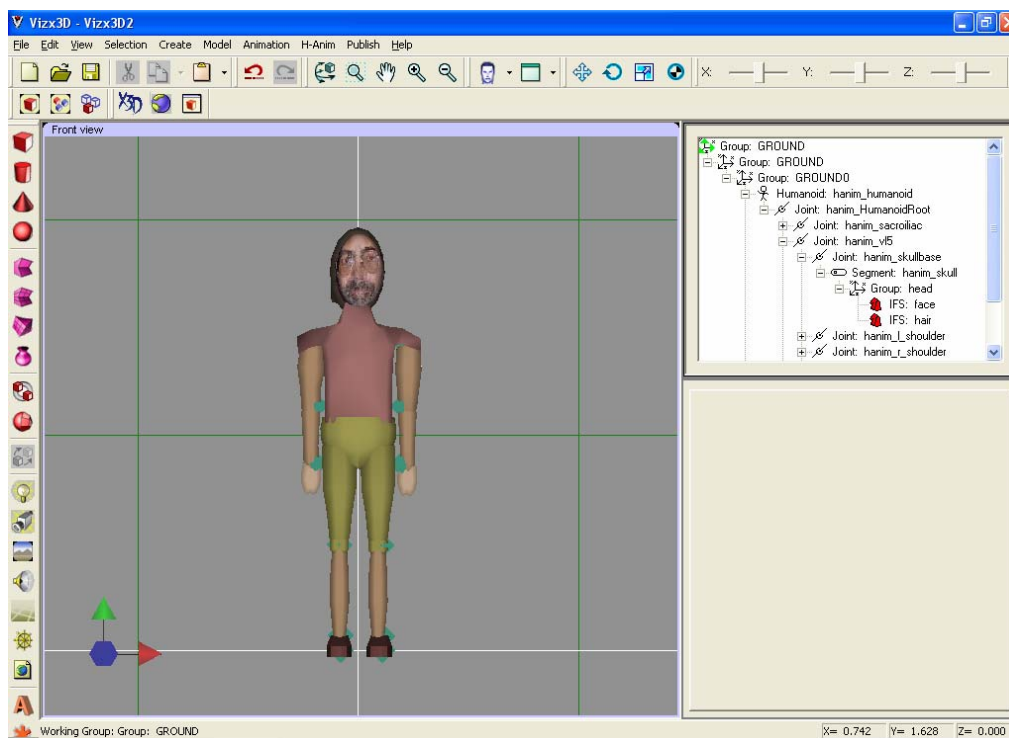 Vizx3D - Vizx3D2
File Edit View Selection Create Model Animation H-Anim Publish Help
X: Y: Z:
X3D
Front view
Group: GROUND
Group: GROUND
Group: GROUND0
Humanoid: hanim_humanoid
Joint: hanim_HumanoidRoot
Joint: hanim_sacroiliac
Joint: hanim_vl5
Joint: hanim_skullbase
Segment: hanim_skull
Group: head
IFS: face
IFS: hair
Joint: hanim_l_shoulder
Joint: hanim_r_shoulder
A
Working Group: Group: GROUND X= 0.742 Y= 1.628 Z= 0.000